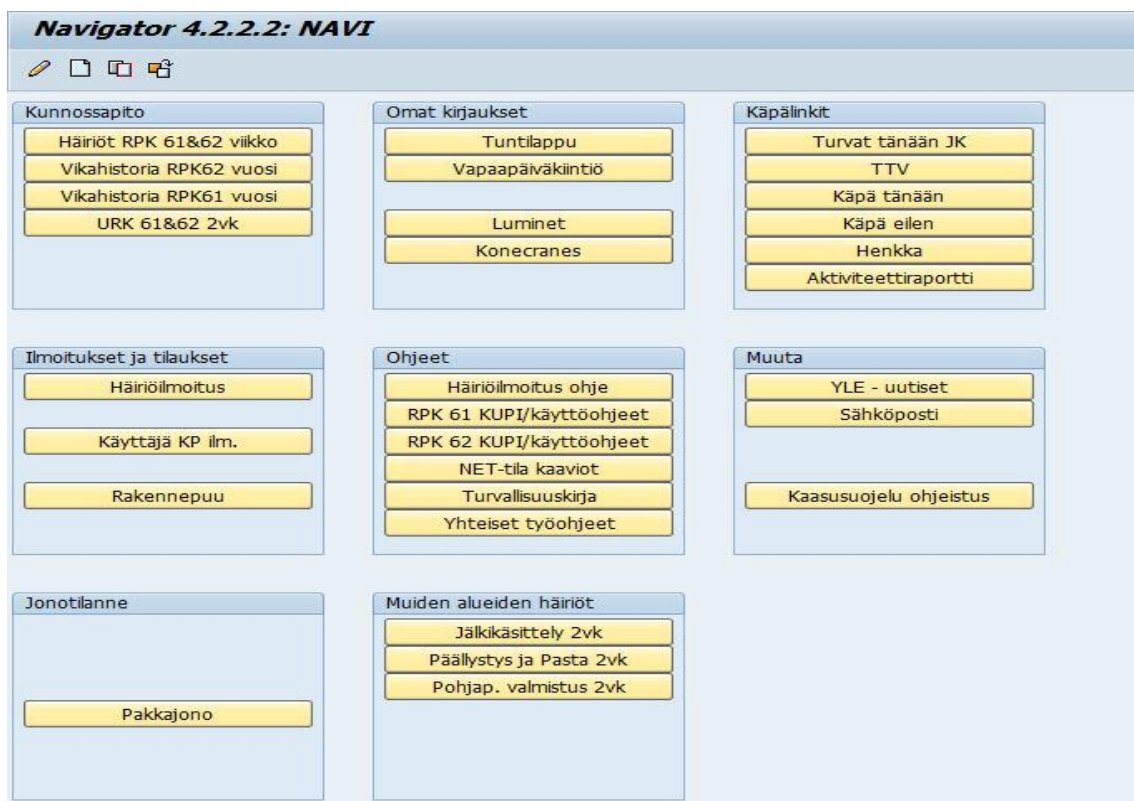 Navigator 4.2.2.2: NAVI
Kunnossapito
Häiriöt RPK 61&62 viikko
Vikahistoria RPK62 vuosi
Vikahistoria RPK61 vuosi
URK 61&62 2vk
Omat kirjaukset
Tuntilappu
Vapaapäiväkiintiö
Luminet
Konecranes
Käpälinkit
Turvat tänään JK
TTV
Käpä tänään
Käpä eilen
Henkka
Aktiviteettiraportti
Ilmoitukset ja tilaukset
Häiriöilmoitus
Käyttäjä KP ilm.
Rakennepuu
Ohjeet
Häiriöilmoitus ohje
RPK 61 KUPI/käyttöohjeet
RPK 62 KUPI/käyttöohjeet
NET-tila kaaviot
Turvallisuuskirja
Yhteiset työohjeet
Muuta
YLE - uutiset
Sähköposti
Kaasusuojelu ohjeistus
Jonotilanne
Pakkajono
Muiden alueiden häiriöt
Jälkikäsittely 2vk
Päällystys ja Pasta 2vk
Pohjap. valmistus 2vk